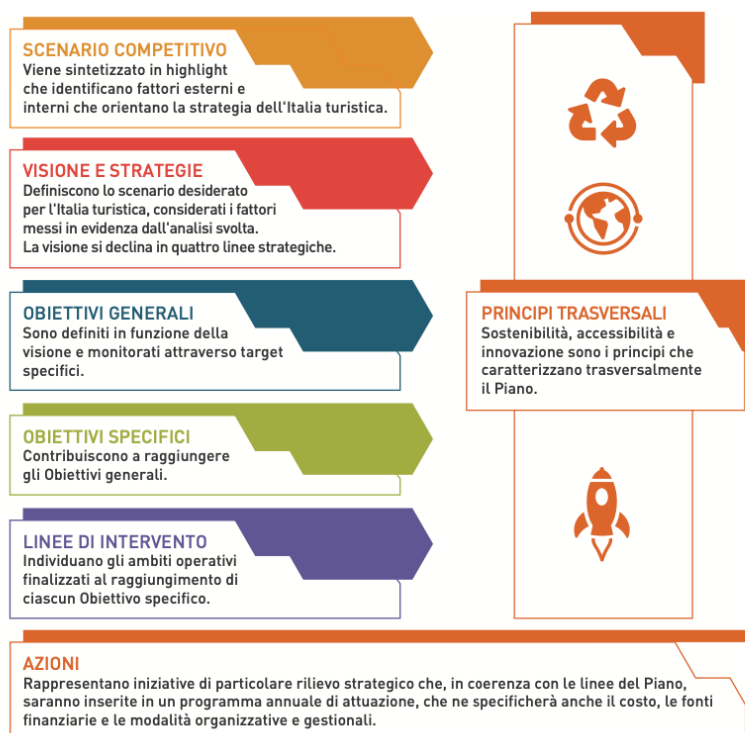 SCENARIO COMPETITIVO
Viene sintetizzato in highlight
che identificano fattori esterni e
interni che orientano la strategia dell'Italia turistica.
VISIONE E STRATEGIE
Definiscono lo scenario desiderato
per l'Italia turistica, considerati i fattori
messi in evidenza dall'analisi svolta.
La visione si declina in quattro linee strategiche.
OBIETTIVI GENERALI
Sono definiti in funzione della
visione e monitorati attraverso target
specifici.
OBIETTIVI SPECIFICI
Contribuiscono a raggiungere
gli Obiettivi generali.
LINEE DI INTERVENTO
Individuano gli ambiti operativi
finalizzati al raggiungimento di
ciascun Obiettivo specifico.
PRINCIPI TRASVERSALI
Sostenibilità, accessibilità e
innovazione sono i principi che
caratterizzano trasversalmente
il Piano.
AZIONI
Rappresentano iniziative di particolare rilievo strategico che, in coerenza con le linee del Piano,
saranno inserite in un programma annuale di attuazione, che ne specificherà anche il costo, le fonti
finanziarie e le modalità organizzative e gestionali.